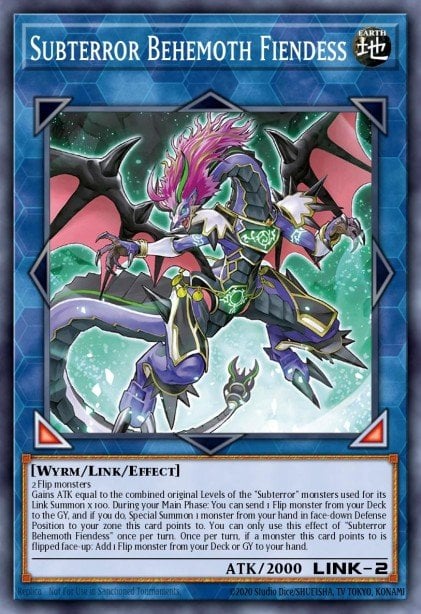 SUBTERROR BEHEMOTH FIENDESS
EARTH
地
[WYRM/LINK/EFFECT]
2 Flip monsters
Gains ATK equal to the combined original Levels of the "Subterror" monsters used for its
Link Summon x 100. During your Main Phase: You can send 1 Flip monster from your Deck
to the GY, and if you do, Special Summon 1 monster from your hand in face-down Defense
Position to your zone this card points to. You can only use this effect of "Subterror
Behemoth Fiendess" once per turn. Once per turn, if a monster this card points to is
flipped face-up: Add 1 Flip monster from your Deck or GY to your hand.
ATK/2000 LINK-2
Replica - Not For Use in Sanctioned Tournaments
©2020 Studio Dice/SHUEISHA, TV TOKYO, KONAMI